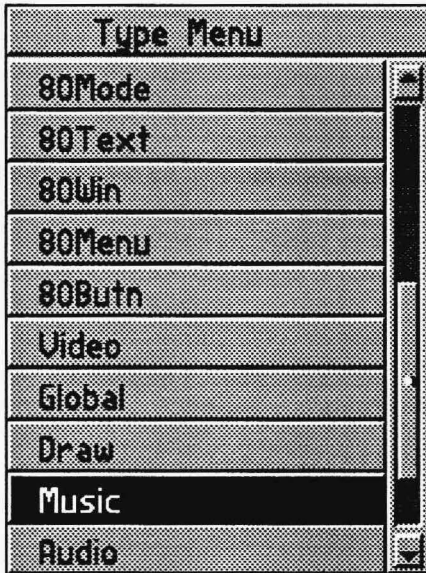 Type Menu
80Mode
80Text
80Win
80Menu
80Butn
Video
Global
Draw
Music
Audio